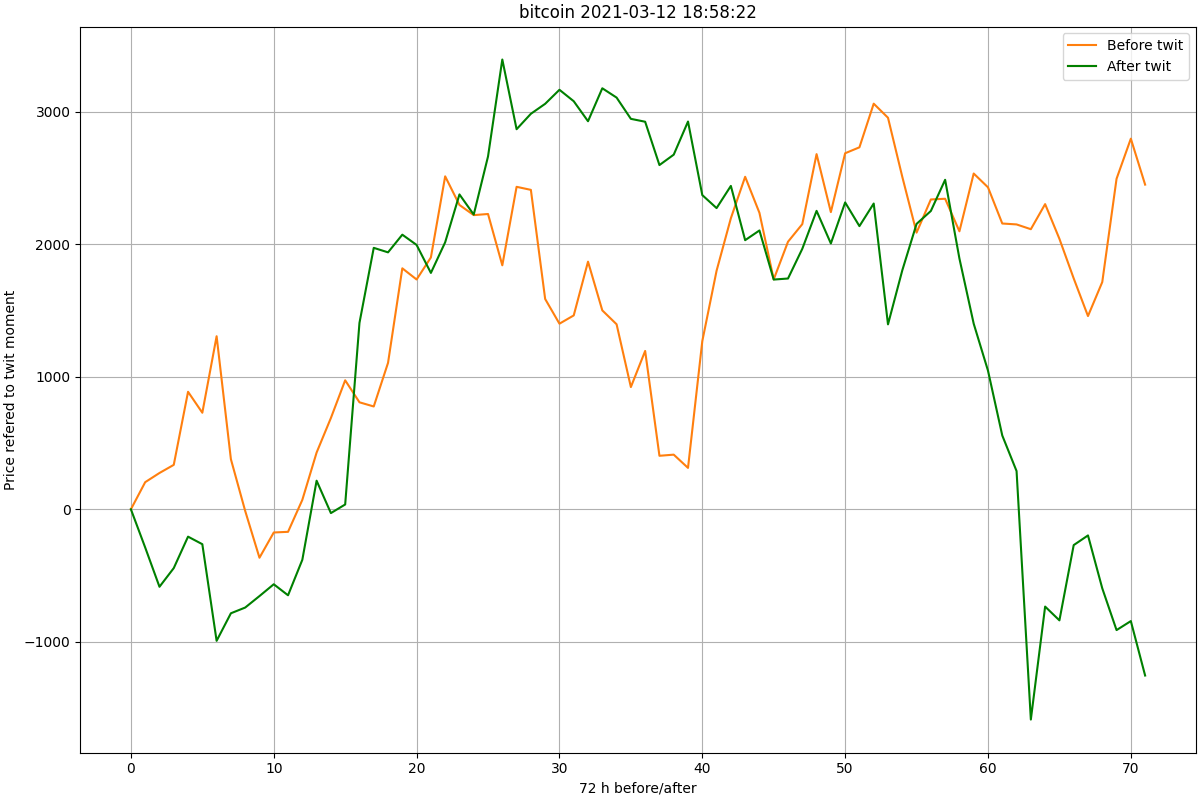 bitcoin 2021-03-12 18:58:22
Before twit
After twit
Price refered to twit moment
3000
2000
1000
0
−1000
0 10 20 30 40 50 60 70
72 h before/after